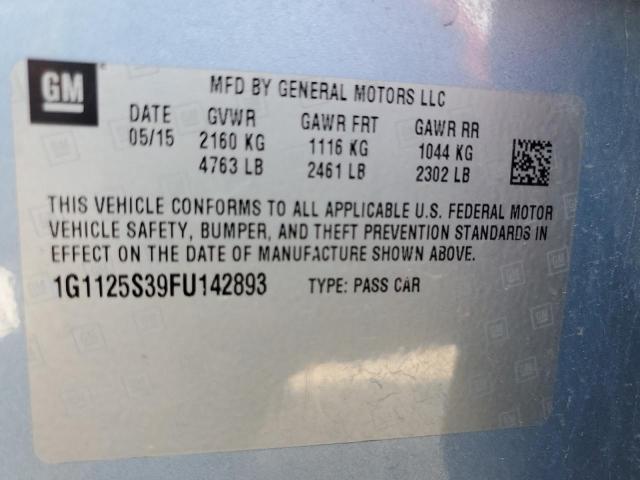 GM
MFD BY GENERAL MOTORS LLC
DATE GVWR GAWR FRT GAWR RR
05/15 2160 KG 1116 KG 1044 KG
4763 LB 2461 LB 2302 LB
THIS VEHICLE CONFORMS TO ALL APPLICABLE U.S. FEDERAL MOTOR
VEHICLE SAFETY, BUMPER, AND THEFT PREVENTION STANDARDS IN
EFFECT ON THE DATE OF MANUFACTURE SHOWN ABOVE.
1G1125S39FU142893 TYPE: PASS CAR